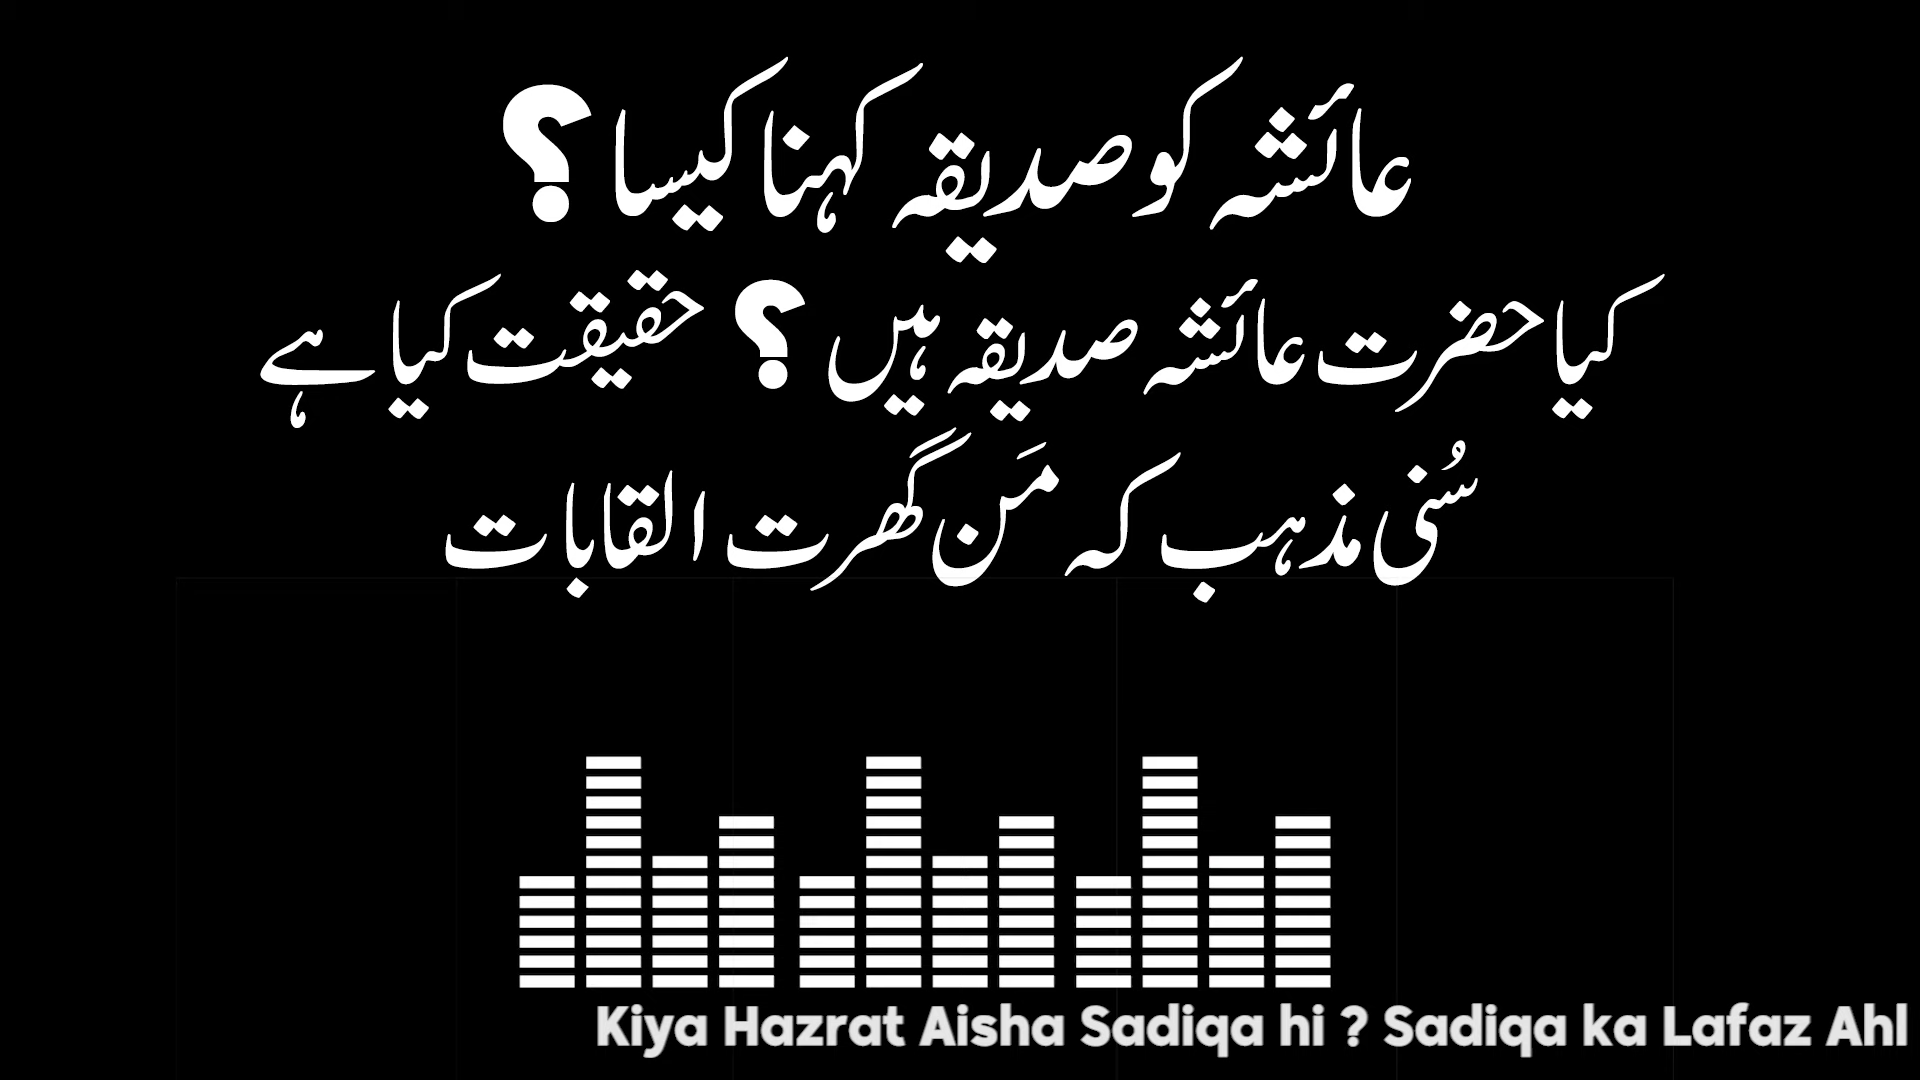 عائشہ کو صدیقہ کہنا کیسا؟
کیا حضرت عائشہ صدیقہ ہیں؟ حقیقت کیا ہے
سُنی مذہب کہ مَن گھرت القابات
Kiya Hazrat Aisha Sadiqa hi ? Sadiqa ka Lafaz Ahl